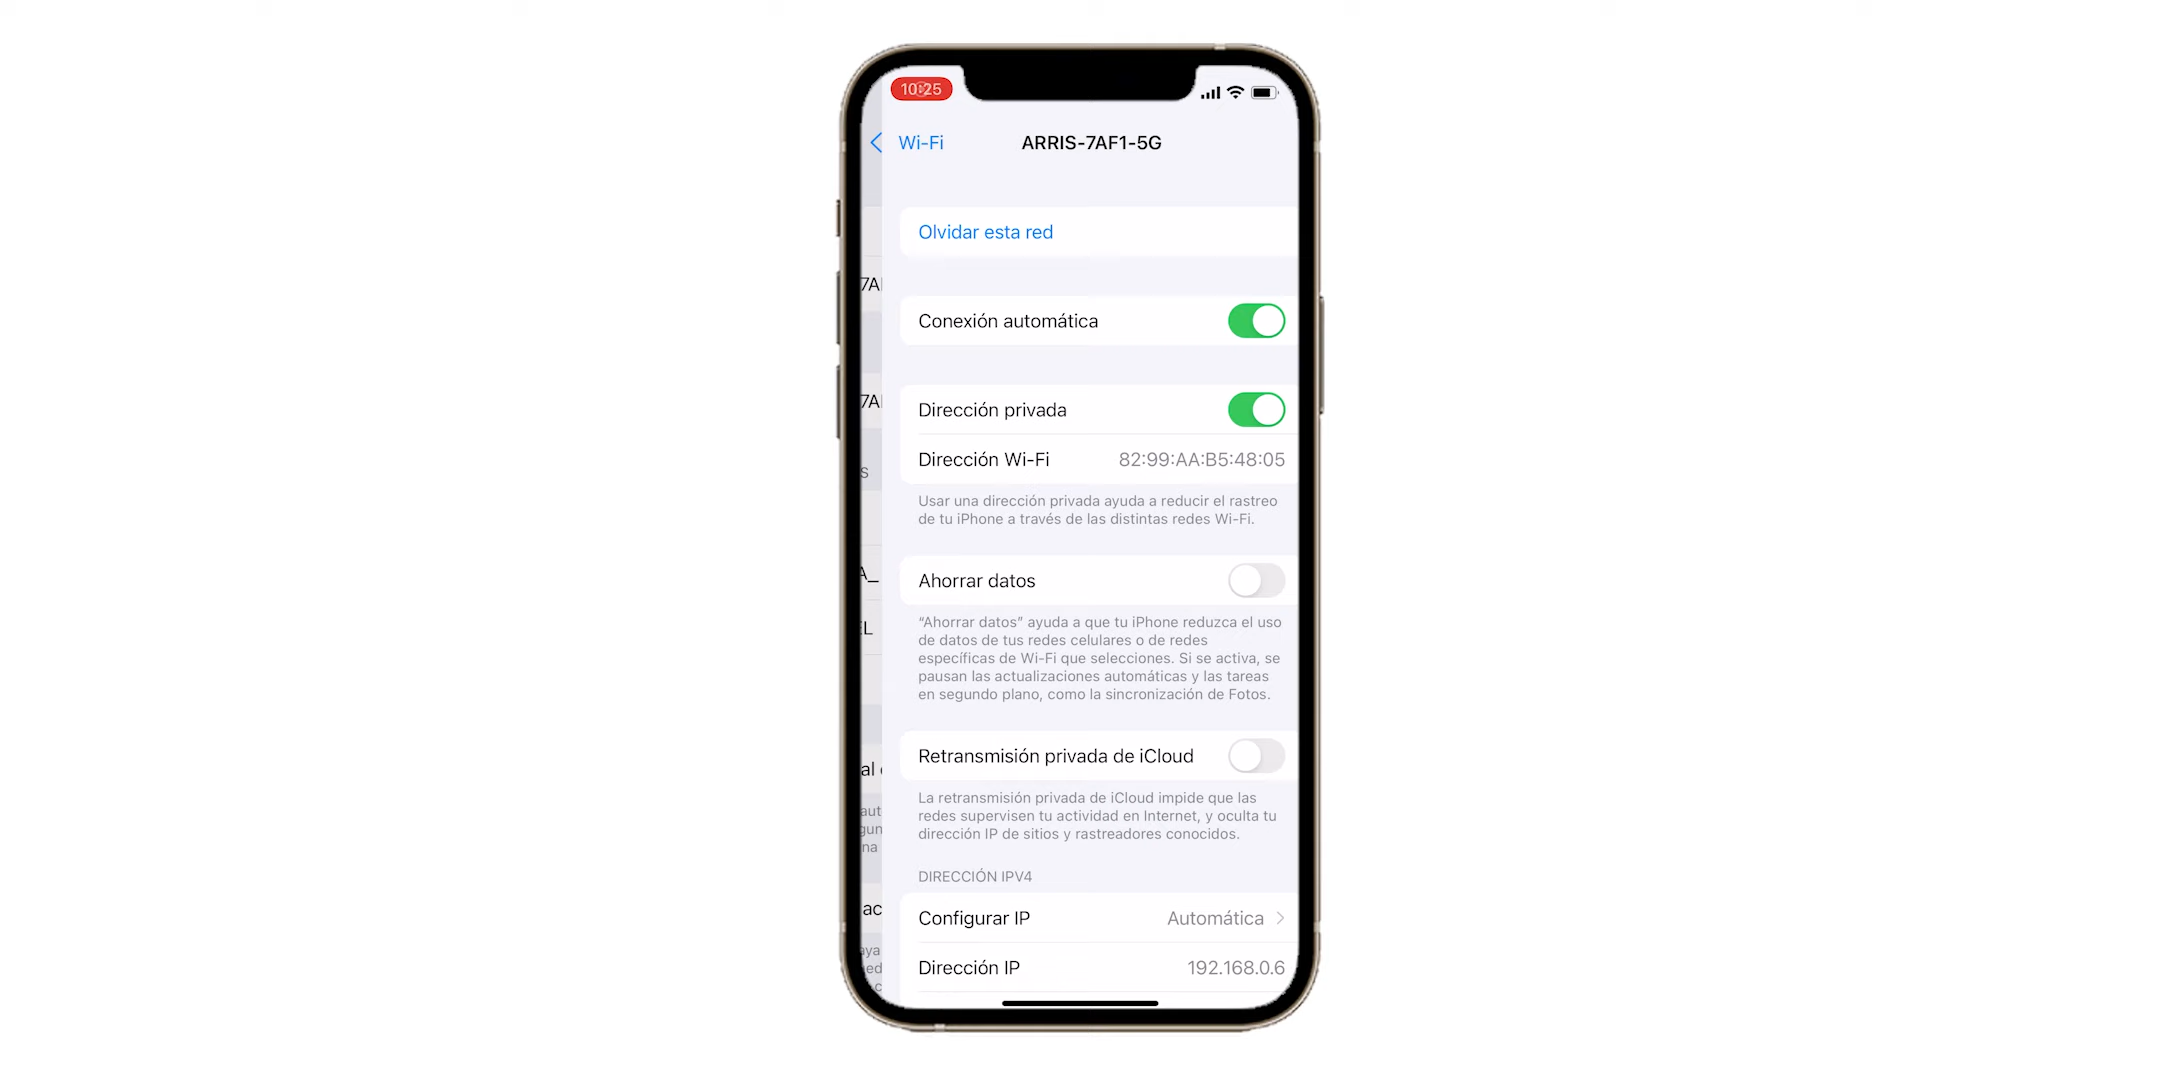 10:25
Wi-Fi
ARRIS-7AF1-5G
Olvidar esta red
Conexión automática
Dirección privada
Dirección Wi-Fi 82:99:AA:B5:48:05
Usar una dirección privada ayuda a reducir el rastreo
de tu iPhone a través de las distintas redes Wi-Fi.
Ahorrar datos
“Ahorrar datos” ayuda a que tu iPhone reduzca el uso
de datos de tus redes celulares o de redes
específicas de Wi-Fi que selecciones. Si se activa, se
pausan las actualizaciones automáticas y las tareas
en segundo plano, como la sincronización de Fotos.
Retransmisión privada de iCloud
La retransmisión privada de iCloud impide que las
redes supervisen tu actividad en Internet, y oculta tu
dirección IP de sitios y rastreadores conocidos.
DIRECCIÓN IPV4
Configurar IP Automática
Dirección IP 192.168.0.6